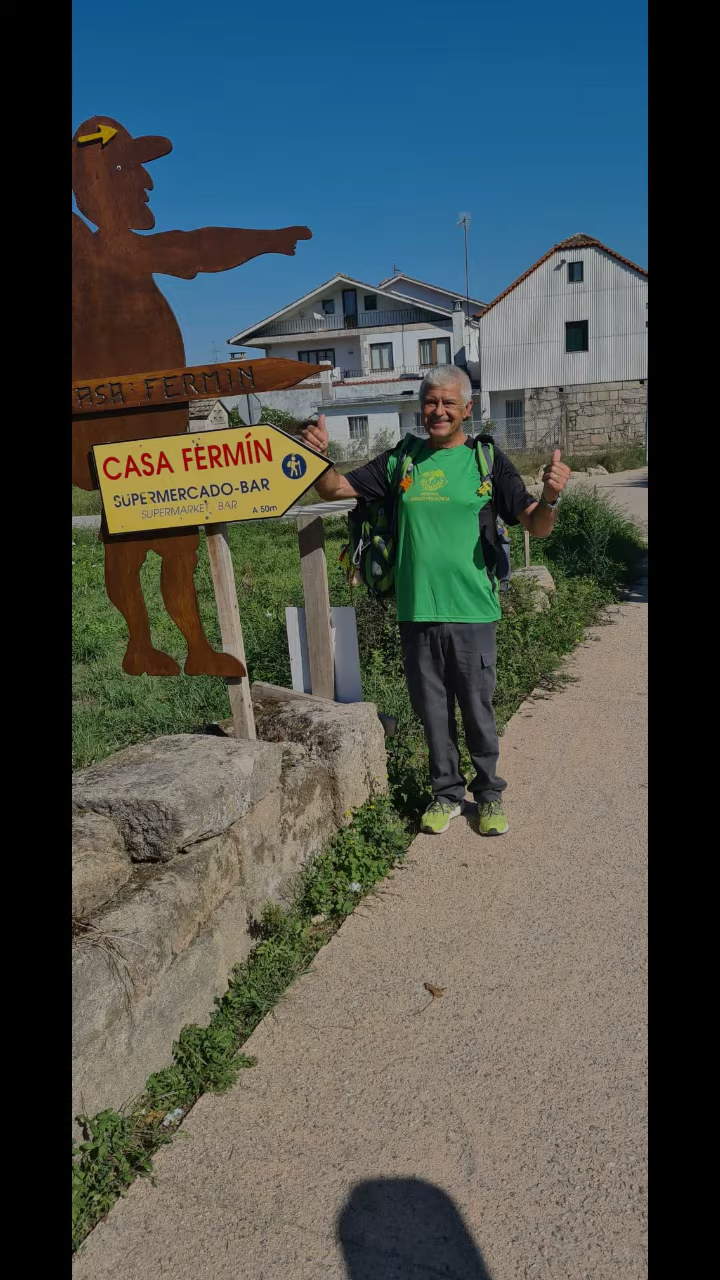 ASA FERMIN
CASA FERMÍN
SUPERMERCADO-BAR
SUPERMARKET, BAR
A 50m